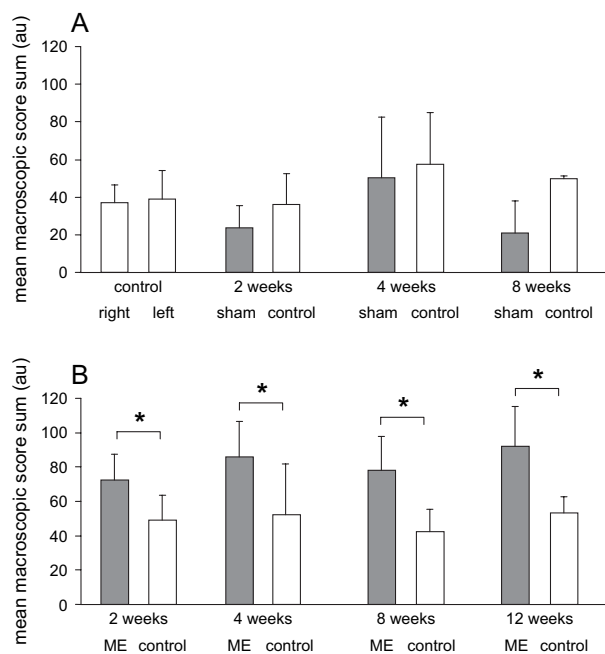 A
mean macroscopic score sum (au)
120
100
80
60
40
20
0
control 2 weeks 4 weeks 8 weeks
right left sham control sham control sham control
B
mean macroscopic score sum (au)
120
100
80
60
40
20
0
* * * *
2 weeks 4 weeks 8 weeks 12 weeks
ME control ME control ME control ME control